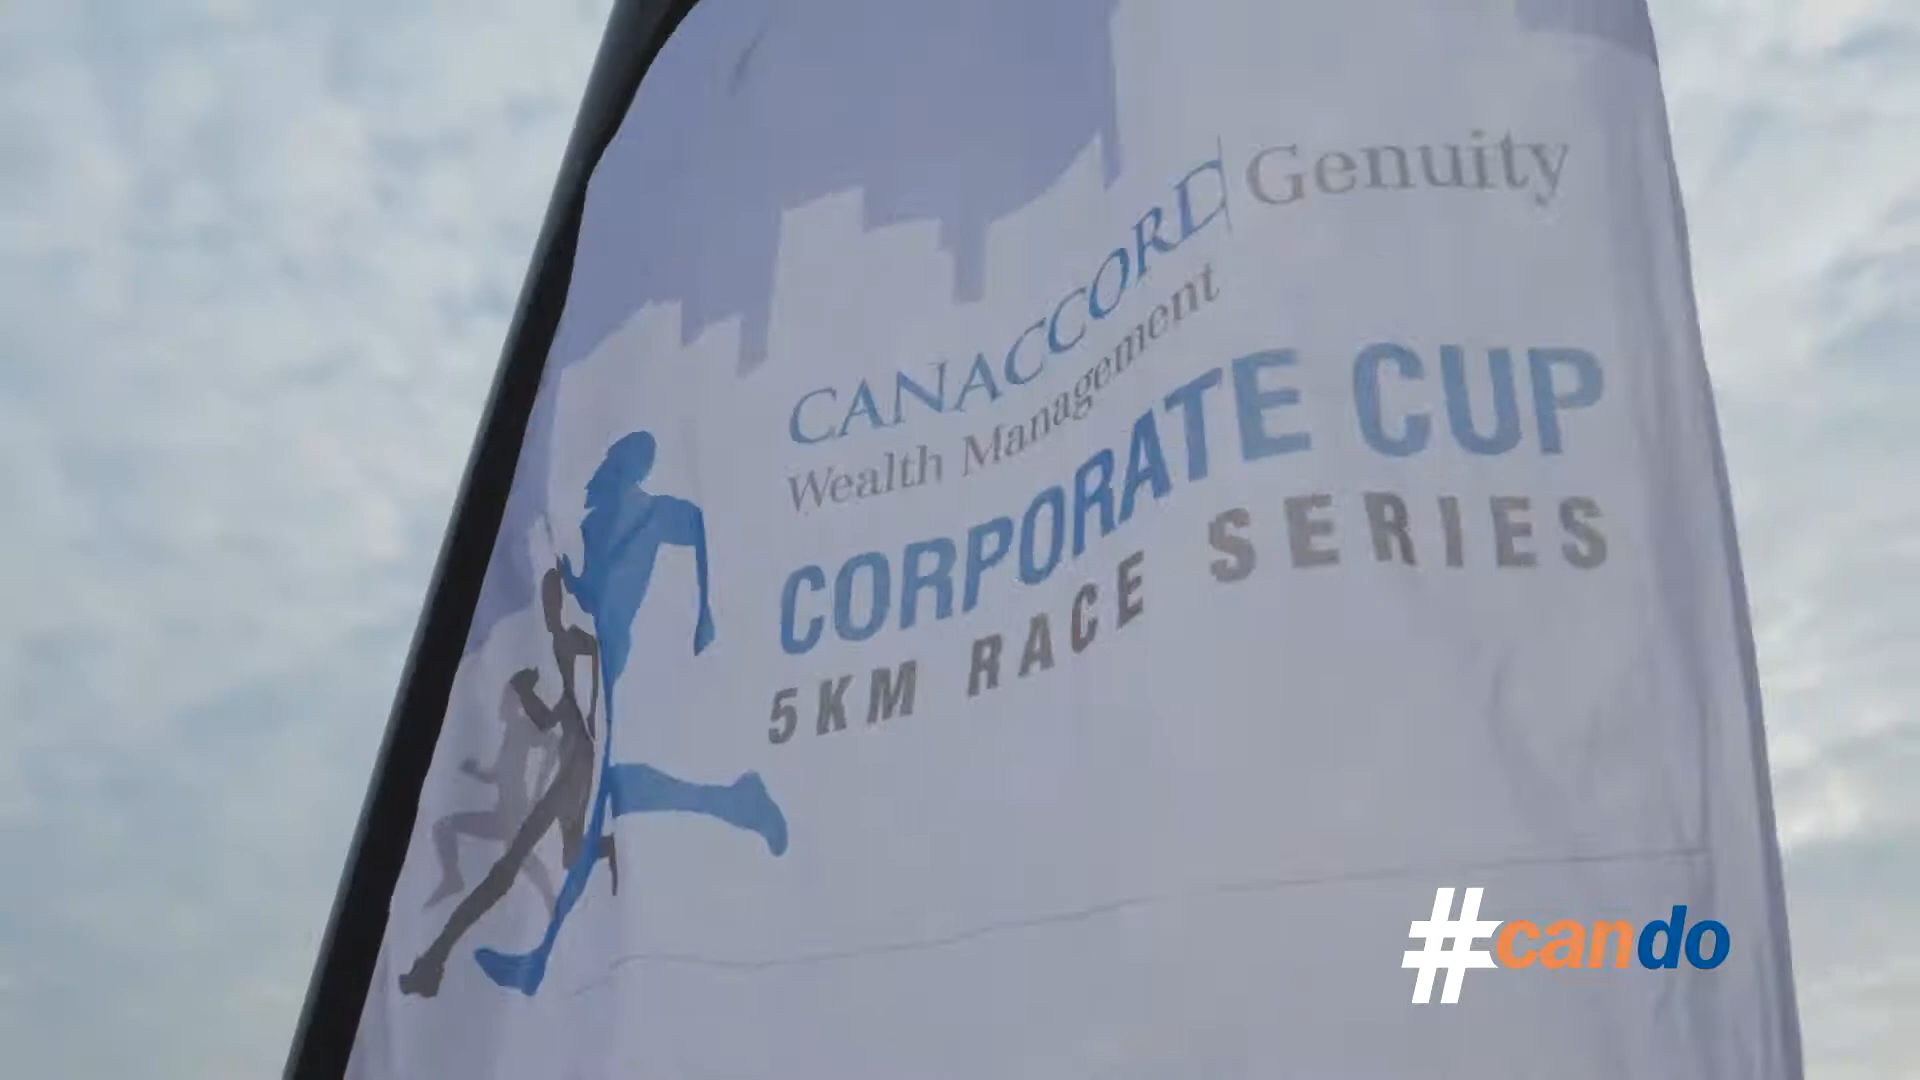 CANACCORD Genuity
Wealth Management
CORPORATE CUP
5KM RACE SERIES
#cando